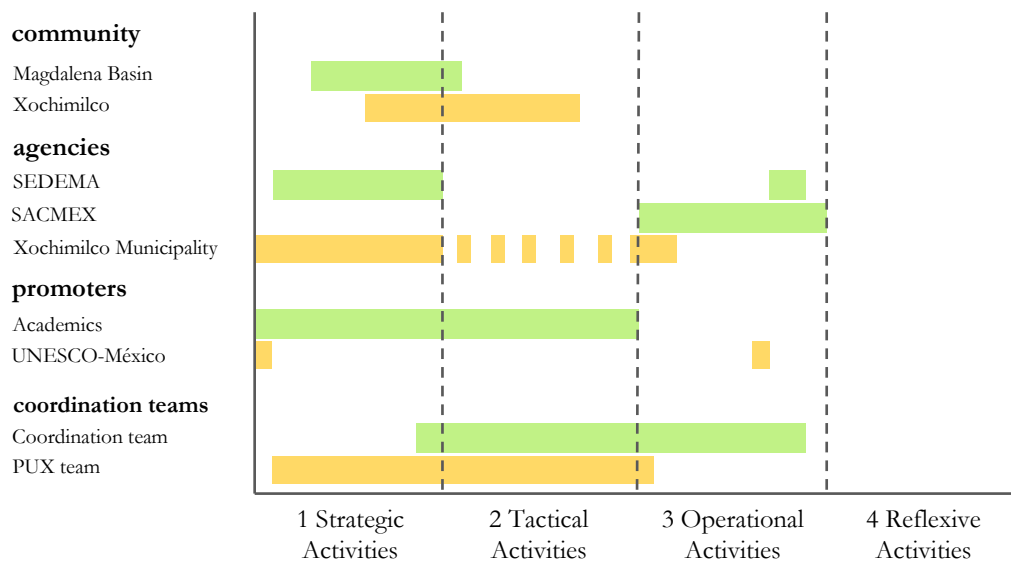 community
Magdalena Basin
Xochimilco
agencies
SEDEMA
SACMEX
Xochimilco Municipality
promoters
Academics
UNESCO-México
coordination teams
Coordination team
PUX team
1 Strategic
Activities
2 Tactical
Activities
3 Operational
Activities
4 Reflexive
Activities